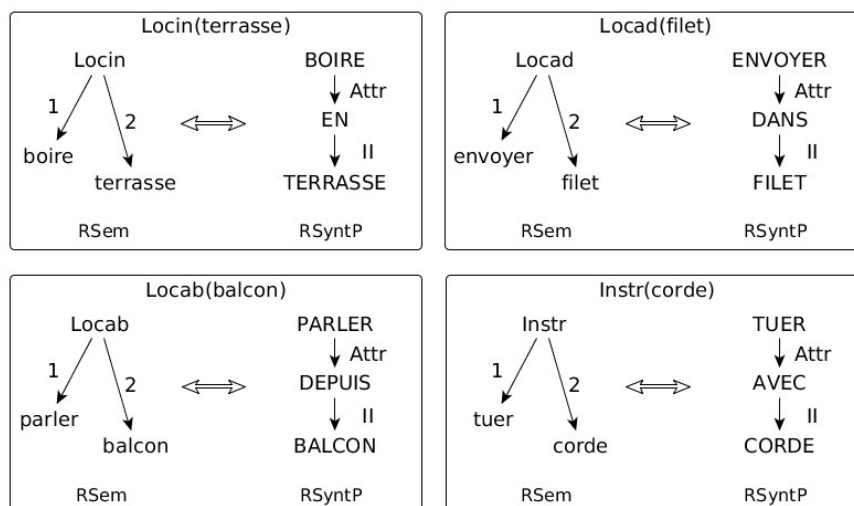 Locin(terrasse)
Locin
BOIRE
1
2
Attr
EN
boire
II
terrasse
TERRASSE
RSem
RSyntP
Locad(filet)
Locad
ENVOYER
1
2
Attr
DANS
envoyer
II
filet
FILET
RSem
RSyntP
Locab(balcon)
Locab
PARLER
1
2
Attr
DEPUIS
parler
II
balcon
BALCON
RSem
RSyntP
Instr(corde)
Instr
TUER
1
2
Attr
AVEC
tuer
II
corde
CORDE
RSem
RSyntP